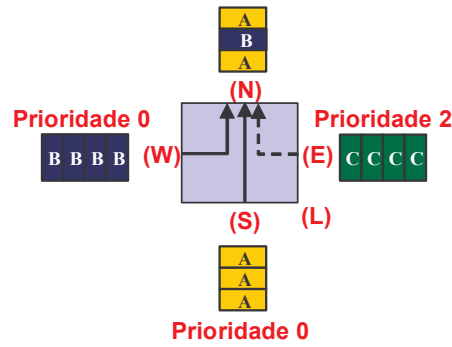 A
B
A
(N)
Prioridade 0
Prioridade 2
B B B B
(W)
(E)
C C C C
(S)
(L)
A
A
A
Prioridade 0